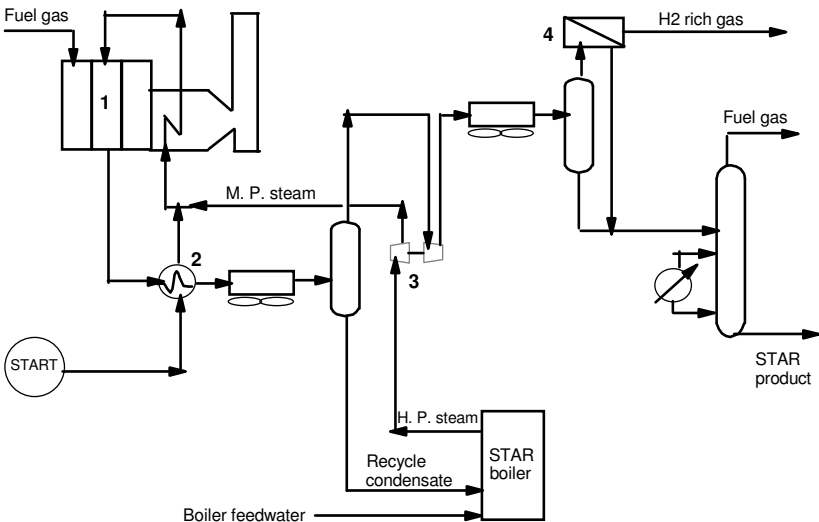 Fuel gas
4
H2 rich gas
1
Fuel gas
M. P. steam
2
3
START
STAR
product
H. P. steam
STAR
boiler
Recycle
condensate
Boiler feedwater